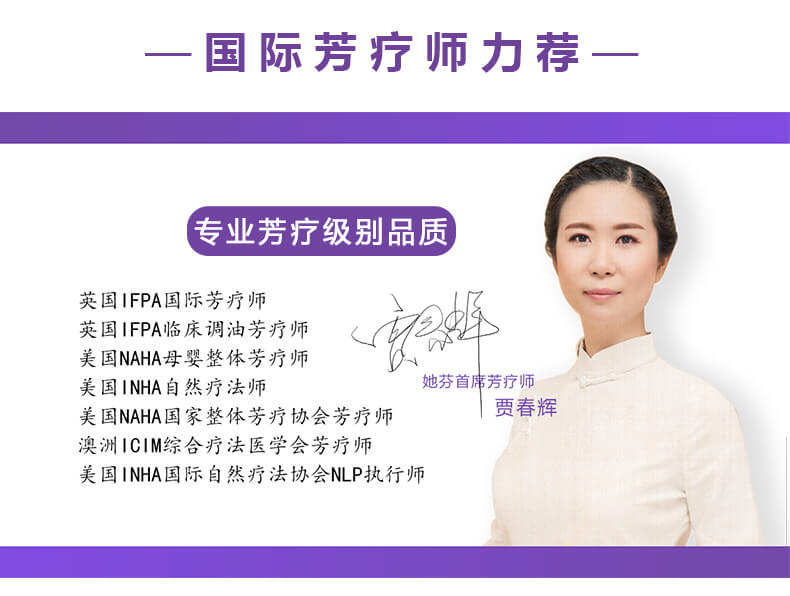 国际芳疗师力荐
专业芳疗级别品质
英国IFPA国际芳疗师
英国IFPA临床调油芳疗师
美国NAHA母婴整体芳疗师
美国INHA自然疗法师
美国NAHA国家整体芳疗协会芳疗师
澳洲ICIM综合疗法医学会芳疗师
美国INHA国际自然疗法协会NLP执行师
她芬首席芳疗师
贾春辉